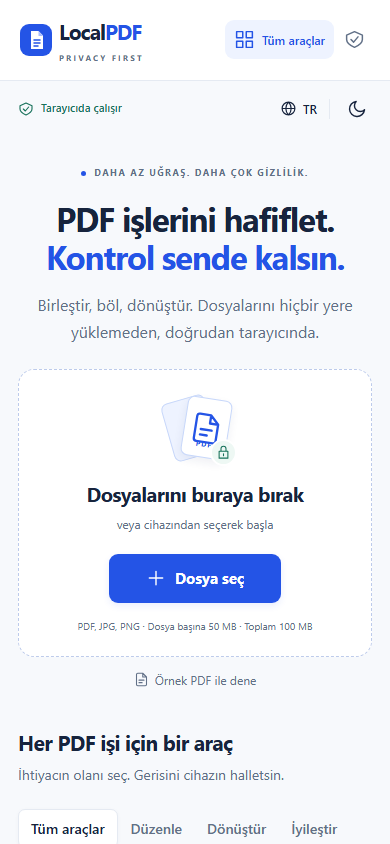 LocalPDF
PRIVACY FIRST
Tüm araçlar
Tarayıcıda çalışır
TR
DAHA AZ UĞRAŞ. DAHA ÇOK GİZLİLİK.
PDF işlerini hafiflet.
Kontrol sende kalsın.
Birleştir, böl, dönüştür. Dosyalarını hiçbir yere
yüklemeden, doğrudan tarayıcında.
PDF
Dosyalarını buraya bırak
veya cihazından seçerek başla
Dosya seç
PDF, JPG, PNG · Dosya başına 50 MB · Toplam 100 MB
Örnek PDF ile dene
Her PDF işi için bir araç
İhtiyacın olanı seç. Gerisini cihazın halletsin.
Tüm araçlar Düzenle Dönüştür İyileştir